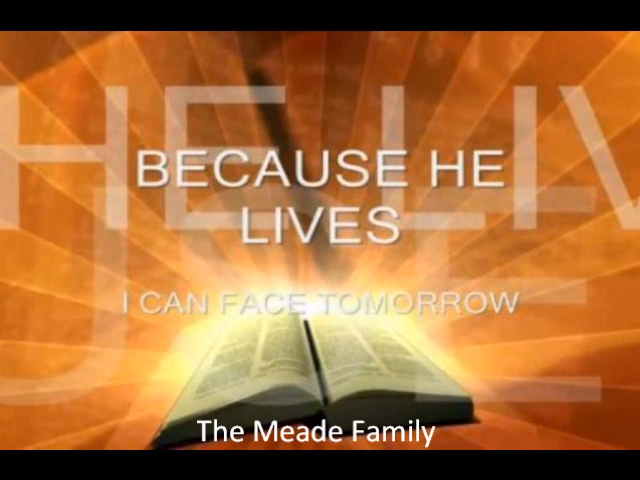 BECAUSE HE
LIVES
I CAN FACE TOMORROW
The Meade Family